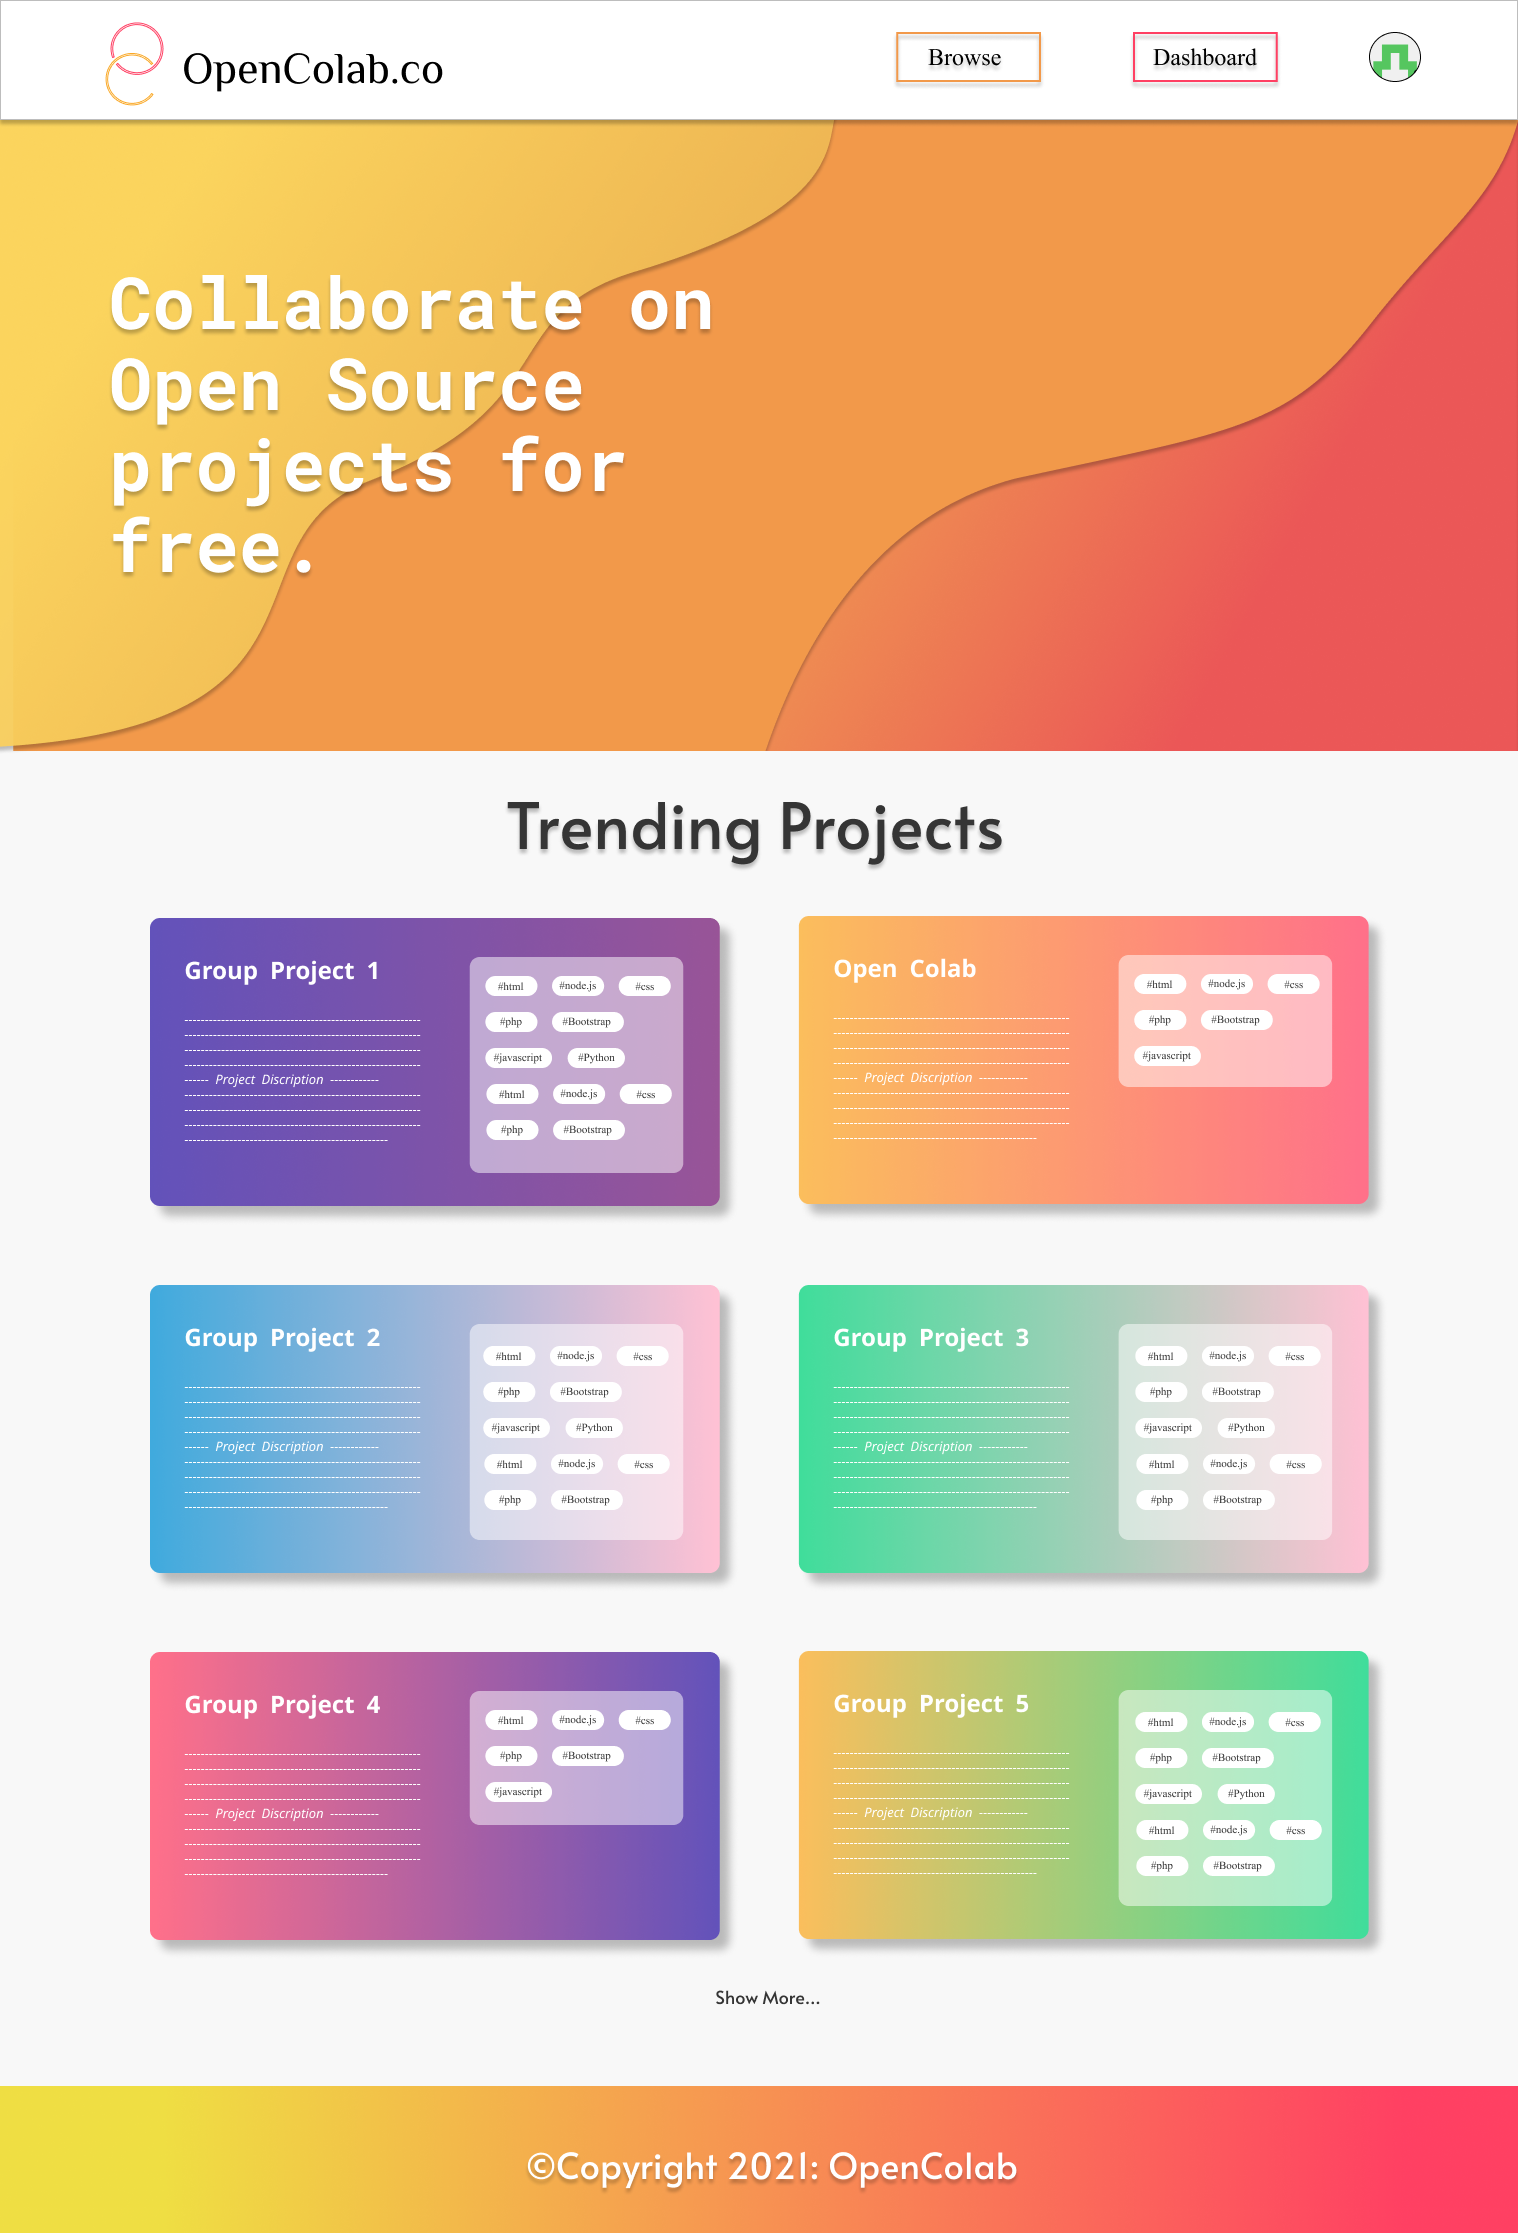 OpenColab.co
Browse
Dashboard
Collaborate on
Open Source
projects for
free.
Trending Projects
Group Project 1
------ Project Discription ------------
#html #node.js #css
#php #Bootstrap
#javascript #Python
#html #node.js #css
#php #Bootstrap
Open Colab
------ Project Discription ------------
#html #node.js #css
#php #Bootstrap
#javascript
Group Project 2
------ Project Discription ------------
#html #node.js #css
#php #Bootstrap
#javascript #Python
#html #node.js #css
#php #Bootstrap
Group Project 3
------ Project Discription ------------
#html #node.js #css
#php #Bootstrap
#javascript #Python
#html #node.js #css
#php #Bootstrap
Group Project 4
------ Project Discription ------------
#html #node.js #css
#php #Bootstrap
#javascript
Group Project 5
------ Project Discription ------------
#html #node.js #css
#php #Bootstrap
#javascript #Python
#html #node.js #css
#php #Bootstrap
Show More...
©Copyright 2021: OpenColab